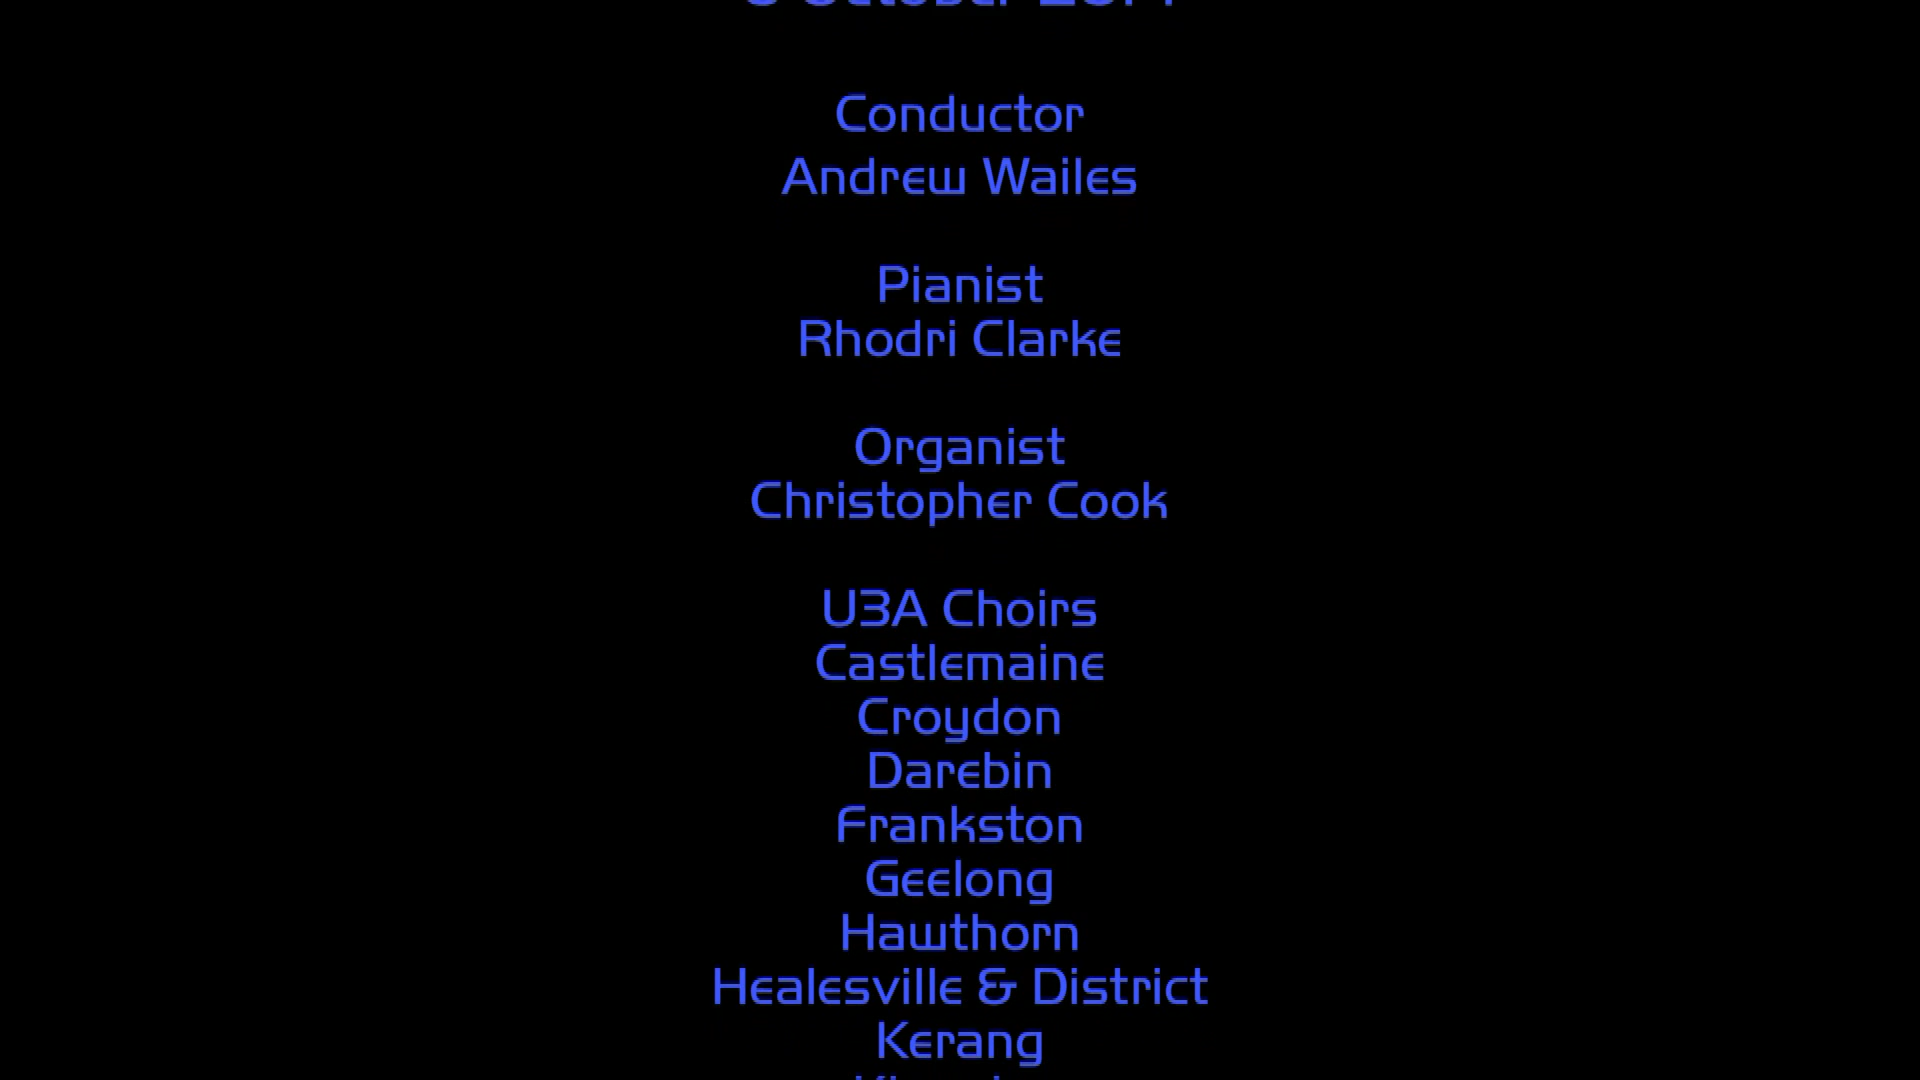 Conductor
Andrew Wailes
Pianist
Rhodri Clarke
Organist
Christopher Cook
U3A Choirs
Castlemaine
Croydon
Darebin
Frankston
Geelong
Hawthorn
Healesville & District
Kerang